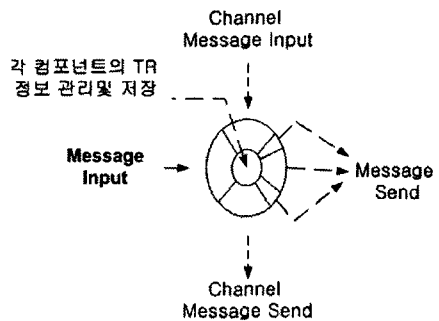 Channel
Message Input
각 컴포넌트의 TR
정보 관리및 저장
Message
Input
Message
Send
Channel
Message Send